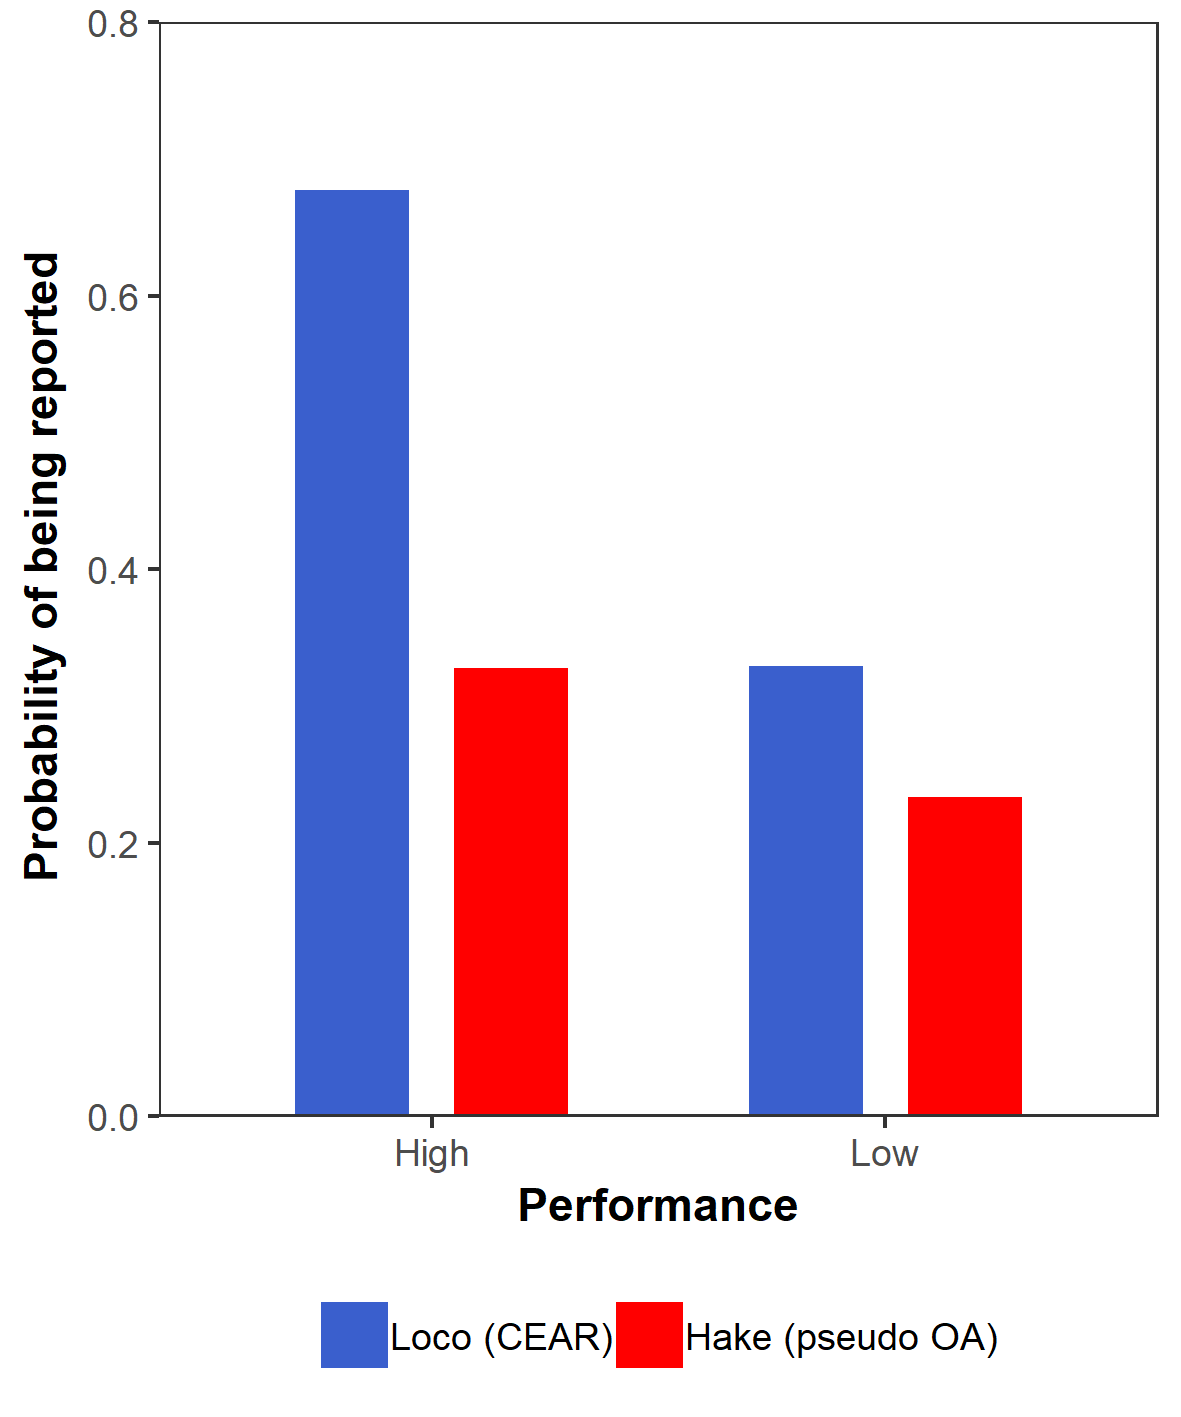 Probability of being reported
0.8
0.6
0.4
0.2
0.0
High Low
Performance
Loco (CEAR) Hake (pseudo OA)